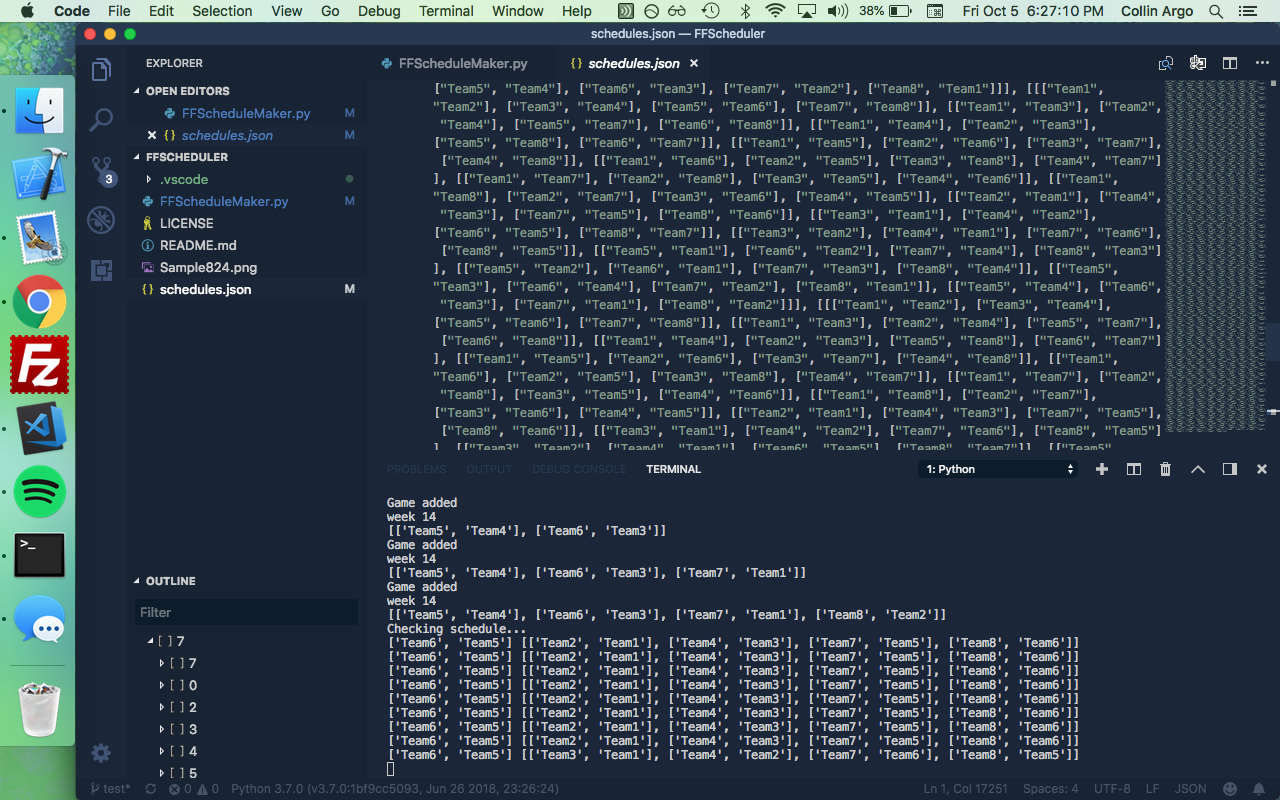 Code File Edit Selection View Go Debug Terminal Window Help 38% Fri Oct 5 6:27:10 PM Collin Argo
schedules.json — FFScheduler
EXPLORER
OPEN EDITORS
FFScheduleMaker.py M
schedules.json M
FFSCHEDULER
.vscode
FFScheduleMaker.py M
LICENSE
README.md
Sample824.png
{ } schedules.json M
3
OUTLINE
Filter
[ ] 7
[ ] 7
[ ] 0
[ ] 2
[ ] 3
[ ] 4
[ ] 5
FFScheduleMaker.py { } schedules.json
["Team5", "Team4"], ["Team6", "Team3"], ["Team7", "Team2"], ["Team8", "Team1"]]], [[["Team1",
"Team2"], ["Team3", "Team4"], ["Team5", "Team6"], ["Team7", "Team8"]], [["Team1", "Team3"], ["Team2",
"Team4"], ["Team5", "Team7"], ["Team6", "Team8"]], [["Team1", "Team4"], ["Team2", "Team3"],
["Team5", "Team8"], ["Team6", "Team7"]], [["Team1", "Team5"], ["Team2", "Team6"], ["Team3", "Team7"],
["Team4", "Team8"]], [["Team1", "Team6"], ["Team2", "Team5"], ["Team3", "Team8"], ["Team4", "Team7"]
], [["Team1", "Team7"], ["Team2", "Team8"], ["Team3", "Team5"], ["Team4", "Team6"]], [["Team1",
"Team8"], ["Team2", "Team7"], ["Team3", "Team6"], ["Team4", "Team5"]], [["Team2", "Team1"], ["Team4",
"Team3"], ["Team7", "Team5"], ["Team8", "Team6"]], [["Team3", "Team1"], ["Team4", "Team2"],
["Team6", "Team5"], ["Team8", "Team7"]], [["Team3", "Team2"], ["Team4", "Team1"], ["Team7", "Team6"],
["Team8", "Team5"]], [["Team5", "Team1"], ["Team6", "Team2"], ["Team7", "Team4"], ["Team8", "Team3"]
], [["Team5", "Team2"], ["Team6", "Team1"], ["Team7", "Team3"], ["Team8", "Team4"]], [["Team5",
"Team3"], ["Team6", "Team4"], ["Team7", "Team2"], ["Team8", "Team1"]], [["Team5", "Team4"], ["Team6",
"Team3"], ["Team7", "Team1"], ["Team8", "Team2"]]], [[["Team1", "Team2"], ["Team3", "Team4"],
["Team5", "Team6"], ["Team7", "Team8"]], [["Team1", "Team3"], ["Team2", "Team4"], ["Team5", "Team7"],
["Team6", "Team8"]], [["Team1", "Team4"], ["Team2", "Team3"], ["Team5", "Team8"], ["Team6", "Team7"]
], [["Team1", "Team5"], ["Team2", "Team6"], ["Team3", "Team7"], ["Team4", "Team8"]], [["Team1",
"Team6"], ["Team2", "Team5"], ["Team3", "Team8"], ["Team4", "Team7"]], [["Team1", "Team7"], ["Team2",
"Team8"], ["Team3", "Team5"], ["Team4", "Team6"]], [["Team1", "Team8"], ["Team2", "Team7"],
["Team3", "Team6"], ["Team4", "Team5"]], [["Team2", "Team1"], ["Team4", "Team3"], ["Team7", "Team5"],
["Team8", "Team6"]], [["Team3", "Team1"], ["Team4", "Team2"], ["Team7", "Team6"], ["Team8", "Team5"]
], [["Team3", "Team2"], ["Team4", "Team1"], ["Team6", "Team5"], ["Team8", "Team7"]], [["Team5",
PROBLEMS OUTPUT DEBUG CONSOLE TERMINAL 1: Python
Game added
week 14
[['Team5', 'Team4'], ['Team6', 'Team3']]
Game added
week 14
[['Team5', 'Team4'], ['Team6', 'Team3'], ['Team7', 'Team1']]
Game added
week 14
[['Team5', 'Team4'], ['Team6', 'Team3'], ['Team7', 'Team1'], ['Team8', 'Team2']]
Checking schedule...
['Team6', 'Team5'] [['Team2', 'Team1'], ['Team4', 'Team3'], ['Team7', 'Team5'], ['Team8', 'Team6']]
['Team6', 'Team5'] [['Team2', 'Team1'], ['Team4', 'Team3'], ['Team7', 'Team5'], ['Team8', 'Team6']]
['Team6', 'Team5'] [['Team2', 'Team1'], ['Team4', 'Team3'], ['Team7', 'Team5'], ['Team8', 'Team6']]
['Team6', 'Team5'] [['Team2', 'Team1'], ['Team4', 'Team3'], ['Team7', 'Team5'], ['Team8', 'Team6']]
['Team6', 'Team5'] [['Team2', 'Team1'], ['Team4', 'Team3'], ['Team7', 'Team5'], ['Team8', 'Team6']]
['Team6', 'Team5'] [['Team2', 'Team1'], ['Team4', 'Team3'], ['Team7', 'Team5'], ['Team8', 'Team6']]
['Team6', 'Team5'] [['Team2', 'Team1'], ['Team4', 'Team3'], ['Team7', 'Team5'], ['Team8', 'Team6']]
['Team6', 'Team5'] [['Team2', 'Team1'], ['Team4', 'Team3'], ['Team7', 'Team5'], ['Team8', 'Team6']]
['Team6', 'Team5'] [['Team3', 'Team1'], ['Team4', 'Team2'], ['Team7', 'Team6'], ['Team8', 'Team5']]
test* 0 0 Python 3.7.0 (v3.7.0:1bf9cc5093, Jun 26 2018, 23:26:24) Ln 1, Col 17251 Spaces: 4 UTF-8 LF JSON